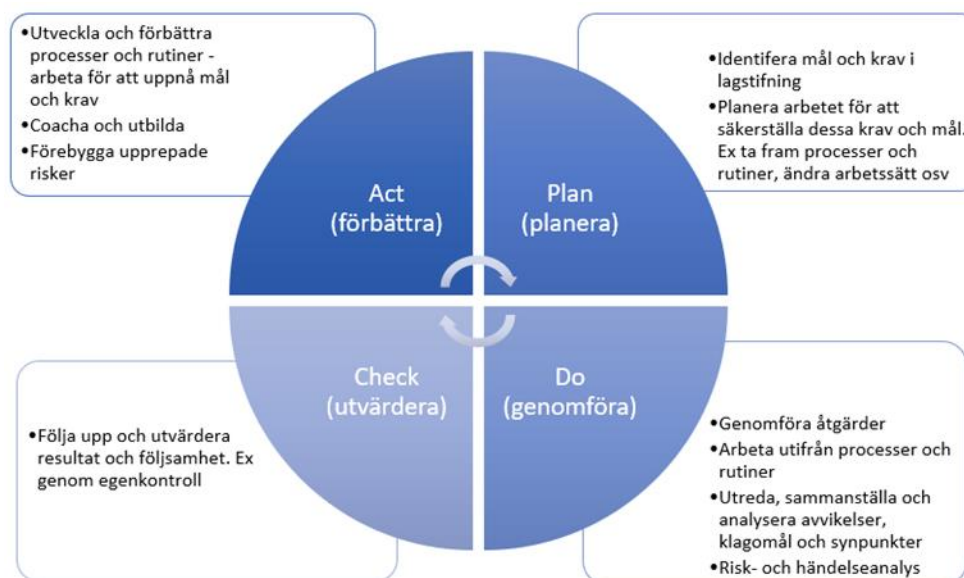 •Utveckla och förbättra
processer och rutiner -
arbeta för att uppnå mål
och krav
•Coacha och utbilda
•Förebygga upprepade
risker
•Identifera mål och krav i
lagstifning
•Planera arbetet för att
säkerställa dessa krav och mål.
Ex ta fram processer och
rutiner, ändra arbetssätt osv
Act
(förbättra)
Plan
(planera)
Check
(utvärdera)
Do
(genomföra)
•Följa upp och utvärdera
resultat och följsamhet. Ex
genom egenkontroll
•Genomföra åtgärder
•Arbeta utifrån processer och
rutiner
•Utreda, sammanställa och
analysera avvikelser,
klagomål och synpunkter
•Risk- och händelseanalys